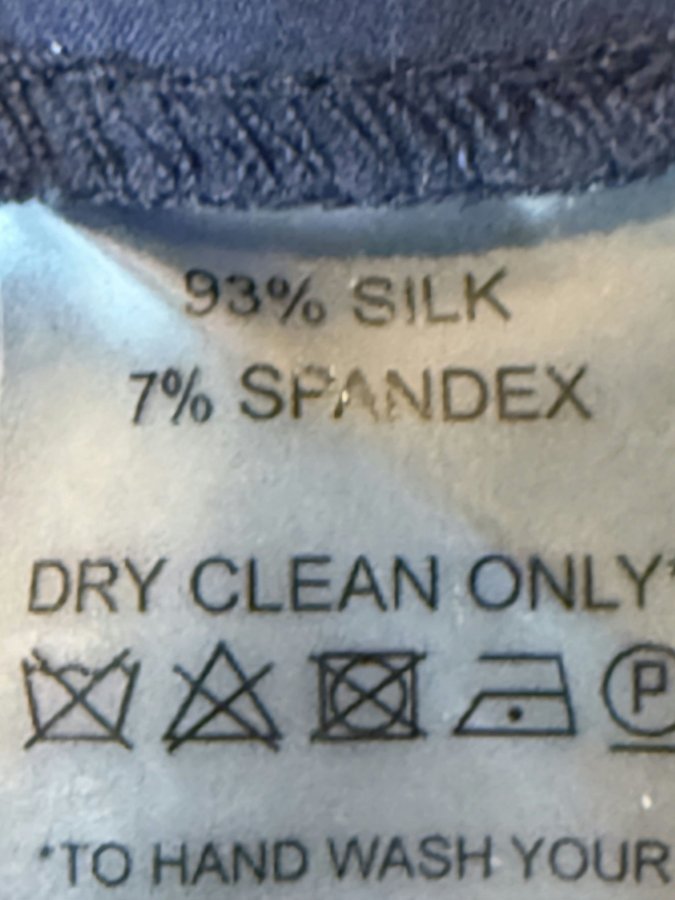 93% SILK
7% SPANDEX
DRY CLEAN ONLY*
P
*TO HAND WASH YOUR